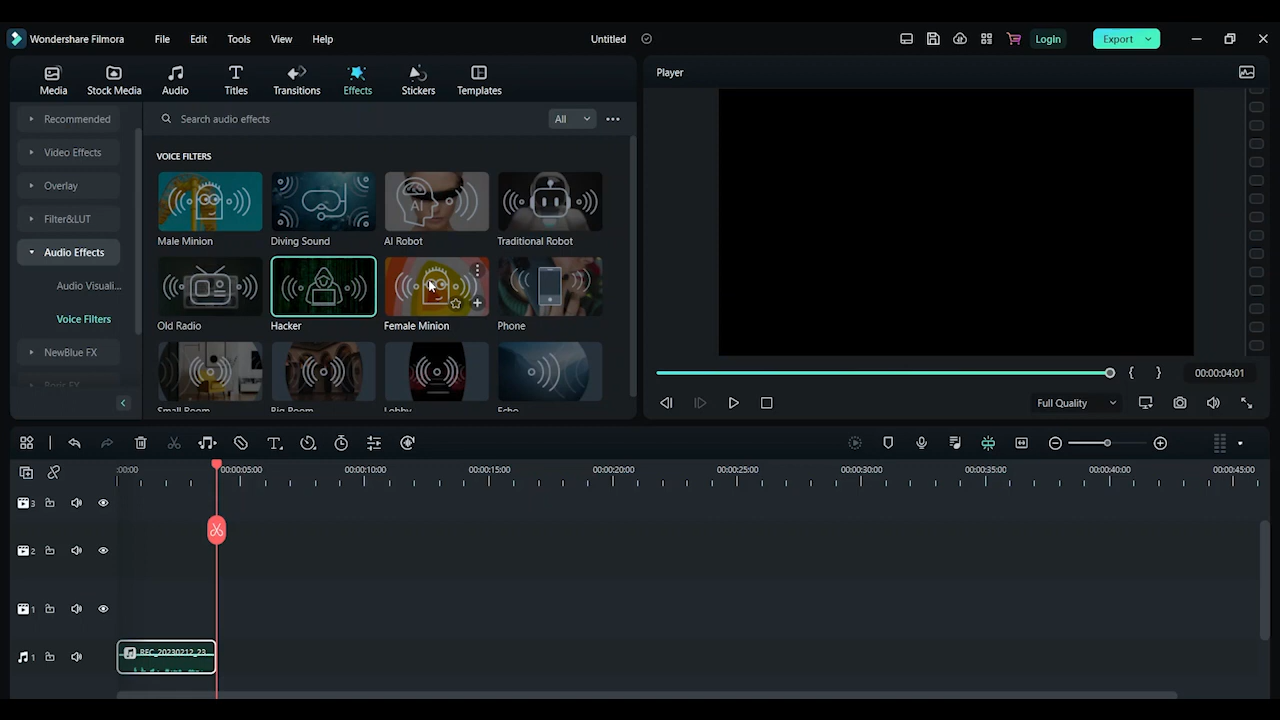 Wondershare Filmora
File
Edit
Tools
View
Help
Untitled
Login
Export
Media
Stock Media
Audio
Titles
Transitions
Effects
Stickers
Templates
Player
Recommended
Video Effects
Overlay
Filter&LUT
Audio Effects
Audio Visuali...
Voice Filters
NewBlue FX
Boris FX
Search audio effects
All
VOICE FILTERS
AI
Male Minion
Diving Sound
AI Robot
Traditional Robot
Old Radio
Hacker
Female Minion
Phone
Small Room
Big Room
Lobby
Echo
00:00:04:01
Full Quality
:00:00
00:00:05:00
00:00:10:00
00:00:15:00
00:00:20:00
00:00:25:00
00:00:30:00
00:00:35:00
00:00:40:00
00:00:45:00
3
2
1
1
REC_20230212_23